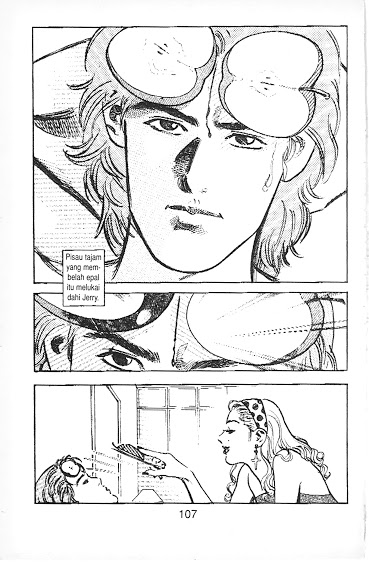 Pisau tajam
yang mem-
belah epal
itu melukai
dahi Jerry.
107